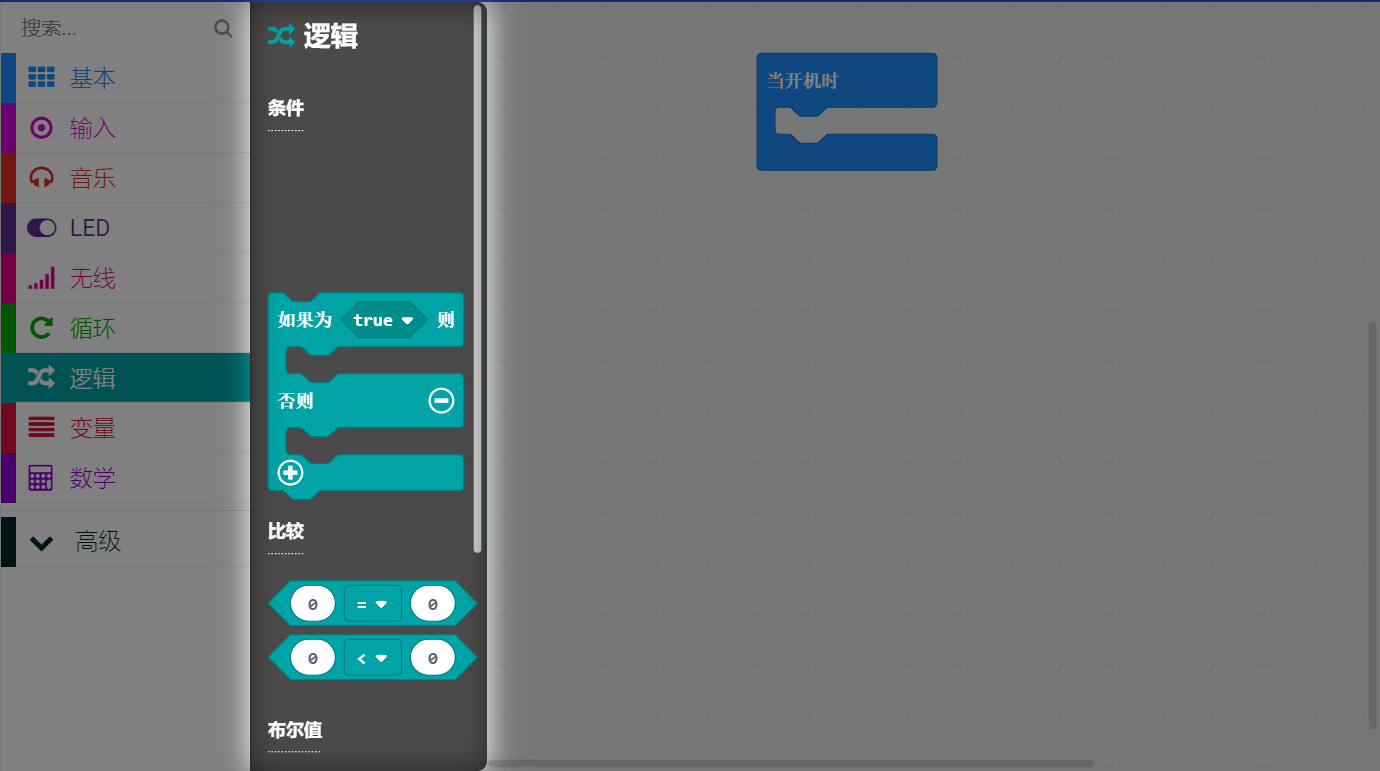 搜索...
基本
输入
音乐
LED
无线
循环
逻辑
变量
数学
高级
逻辑
条件
如果为 true 则
否则
比较
0 = 0
0 < 0
布尔值
当开机时